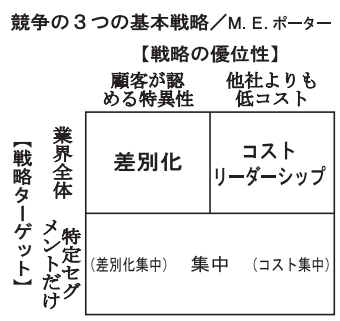 競争の3つの基本戦略／M. E. ポーター
【戦略の優位性】
顧客が認
める特異性
他社よりも
低コスト
【戦略ターゲット】
業界全体
差別化
コスト
リーダーシップ
特定セグ
メントだけ
（差別化集中） 集中 （コスト集中）